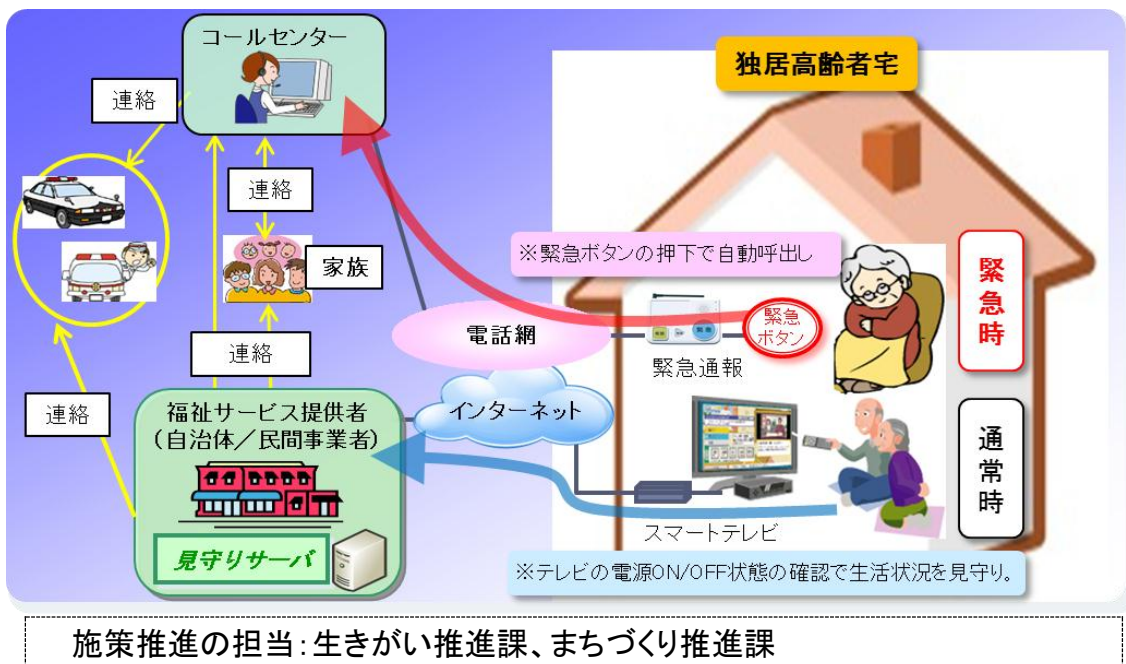 コールセンター
独居高齢者宅
連絡
連絡
家族
※緊急ボタンの押下で自動呼出し
緊急時
緊急
ボタン
緊急
電話網
緊急通報
連絡
連絡
インターネット
福祉サービス提供者
（自治体／民間事業者）
通常時
スマートテレビ
見守りサーバ
※テレビの電源ON/OFF状態の確認で生活状況を見守り。
施策推進の担当：生きがい推進課、まちづくり推進課